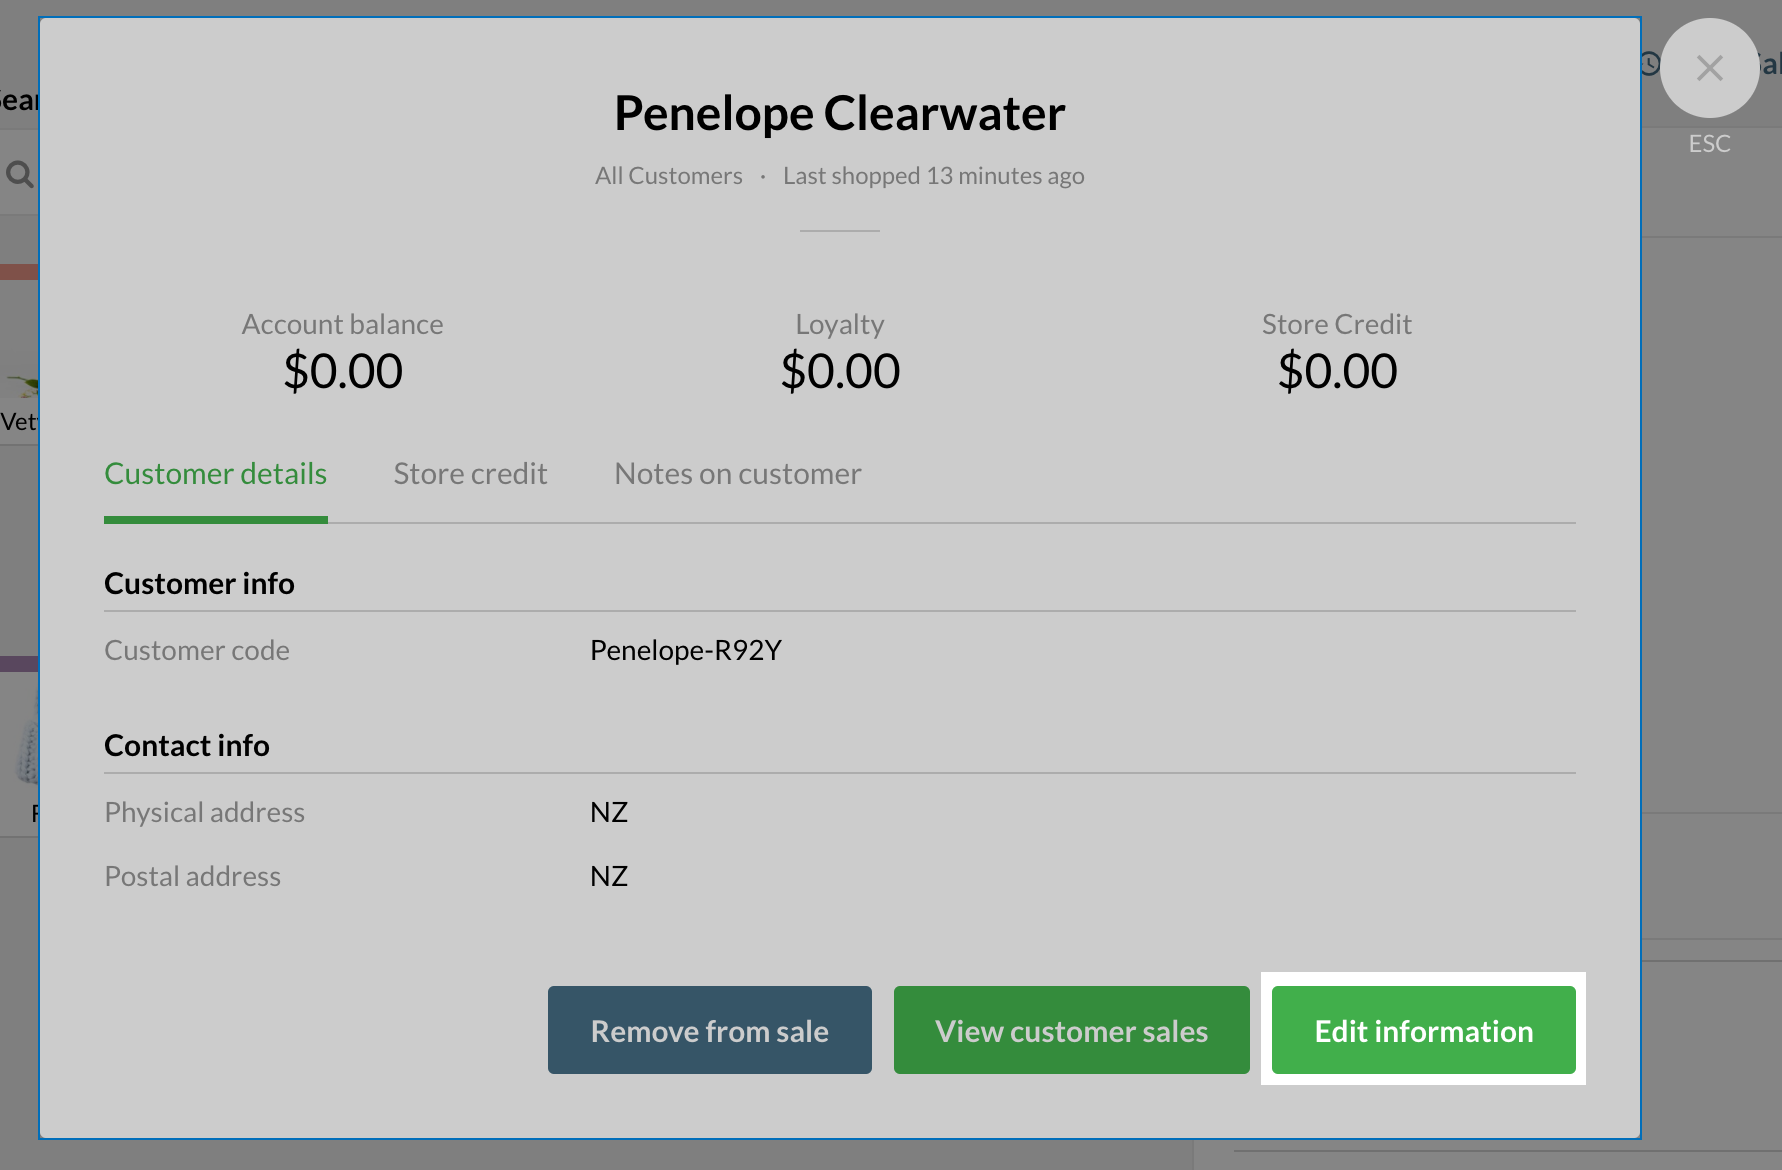 Penelope Clearwater
All Customers · Last shopped 13 minutes ago
ESC
Account balance
$0.00
Loyalty
$0.00
Store Credit
$0.00
Customer details
Store credit
Notes on customer
Customer info
Customer code
Penelope-R92Y
Contact info
Physical address
NZ
Postal address
NZ
Remove from sale
View customer sales
Edit information